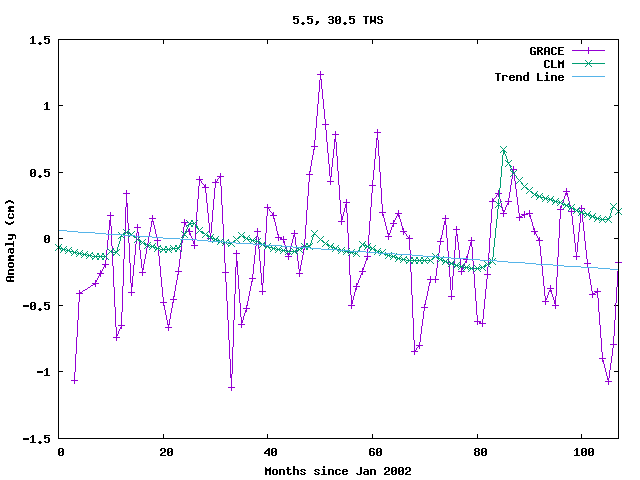 5.5, 30.5 TWS
GRACE
CLM
Trend Line
1.5
1
0.5
0
-0.5
-1
-1.5
Anomaly (cm)
0 20 40 60 80 100
Months since Jan 2002